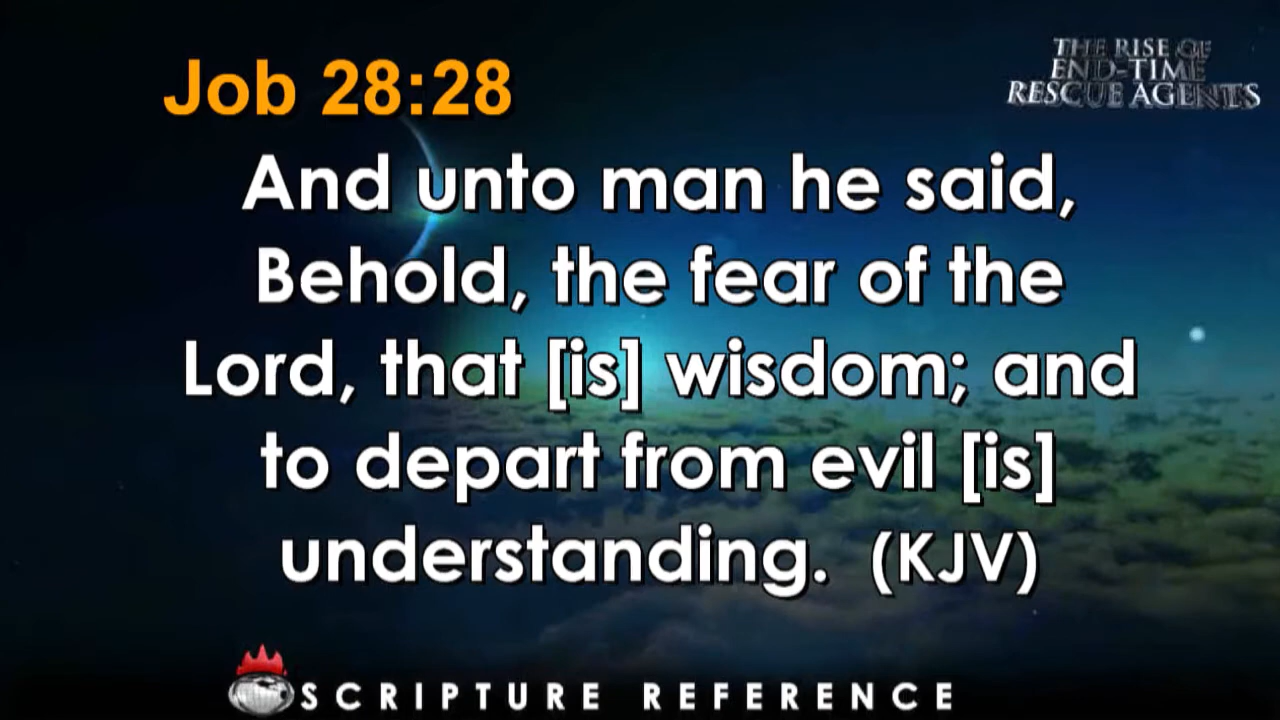 Job 28:28
THE RISE OF
END-TIME
RESCUE AGENTS
And unto man he said,
Behold, the fear of the
Lord, that [is] wisdom; and
to depart from evil [is]
understanding. (KJV)
SCRIPTURE REFERENCE